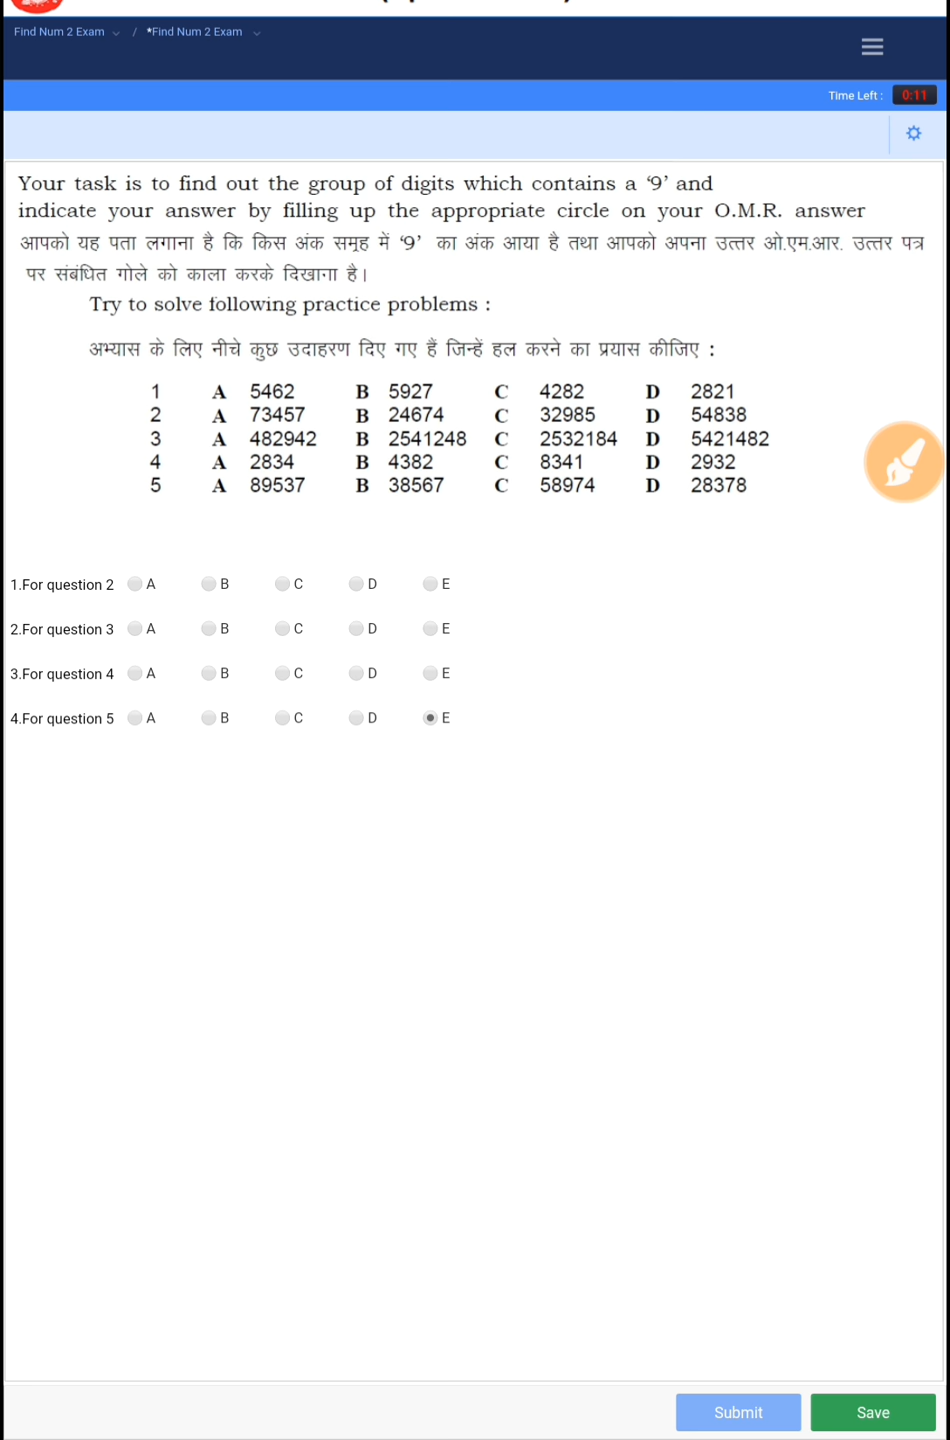 Find Num 2 Exam / *Find Num 2 Exam
Time Left : 0:11
Your task is to find out the group of digits which contains a ‘9’ and
indicate your answer by filling up the appropriate circle on your O.M.R. answer
आपको यह पता लगाना है कि किस अंक समूह में ‘9’ का अंक आया है तथा आपको अपना उत्तर ओ.एम.आर. उत्तर पत्र
पर संबंधित गोले को काला करके दिखाना है।
Try to solve following practice problems :
अभ्यास के लिए नीचे कुछ उदाहरण दिए गए हैं जिन्हें हल करने का प्रयास कीजिए :
1 A 5462 B 5927 C 4282 D 2821
2 A 73457 B 24674 C 32985 D 54838
3 A 482942 B 2541248 C 2532184 D 5421482
4 A 2834 B 4382 C 8341 D 2932
5 A 89537 B 38567 C 58974 D 28378
1.For question 2 A B C D E
2.For question 3 A B C D E
3.For question 4 A B C D E
4.For question 5 A B C D E
Submit Save